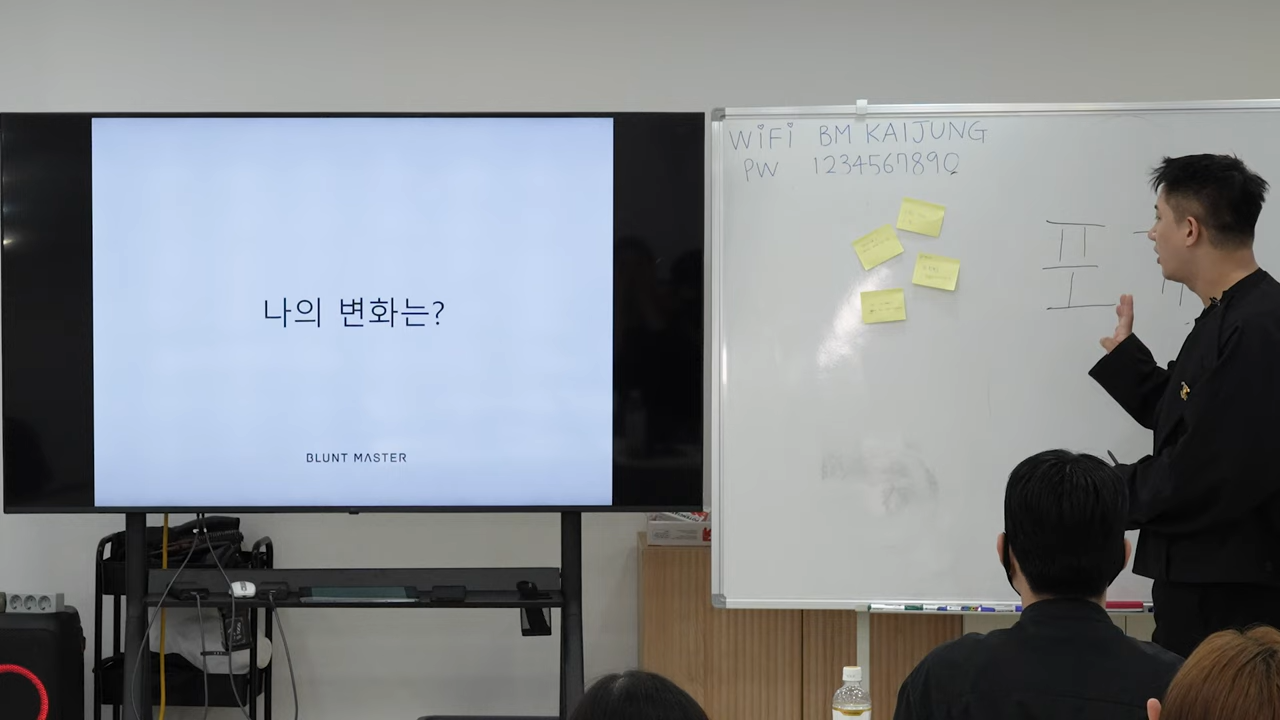 나의 변화는?
BLUNT MASTER
WiFi BM KAIJUNG
PW 1234567890